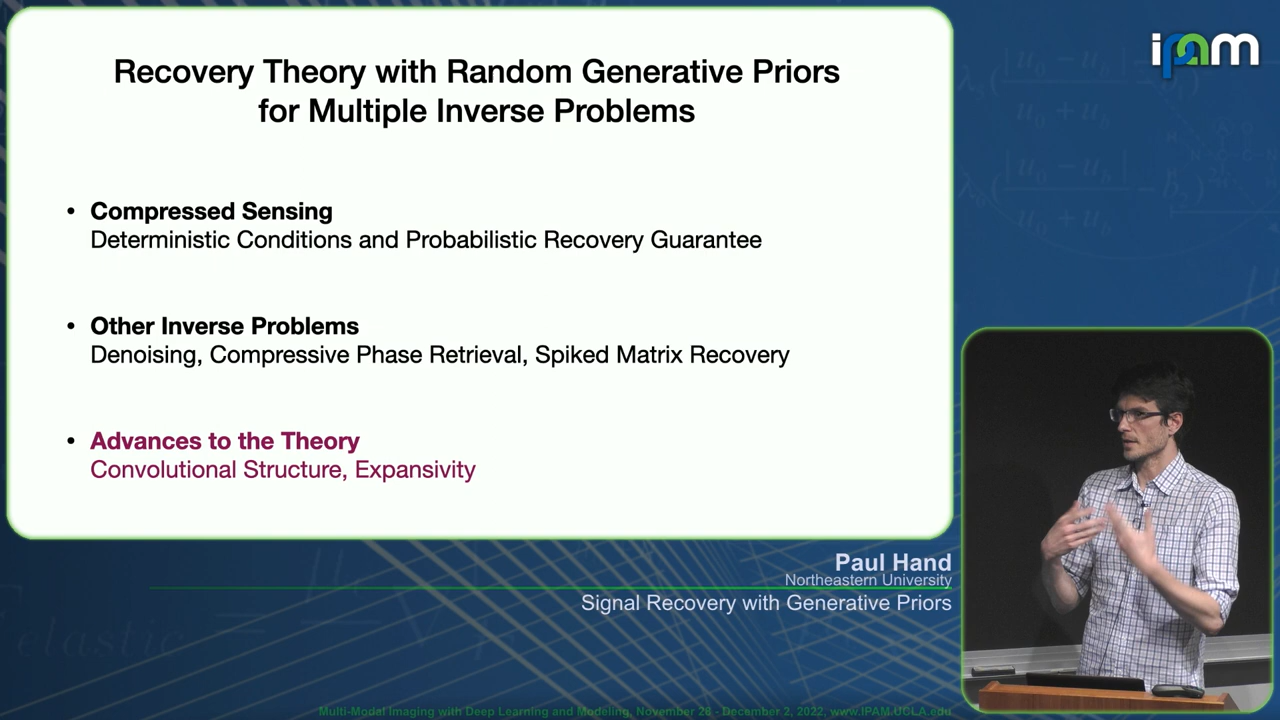 Recovery Theory with Random Generative Priors
for Multiple Inverse Problems
• Compressed Sensing
Deterministic Conditions and Probabilistic Recovery Guarantee
• Other Inverse Problems
Denoising, Compressive Phase Retrieval, Spiked Matrix Recovery
• Advances to the Theory
Convolutional Structure, Expansivity
ipam
Paul Hand
Northeastern University
Signal Recovery with Generative Priors
Multi-Modal Imaging with Deep Learning and Modeling, November 28 - December 2, 2022, www.IPAM.UCLA.edu
elastic